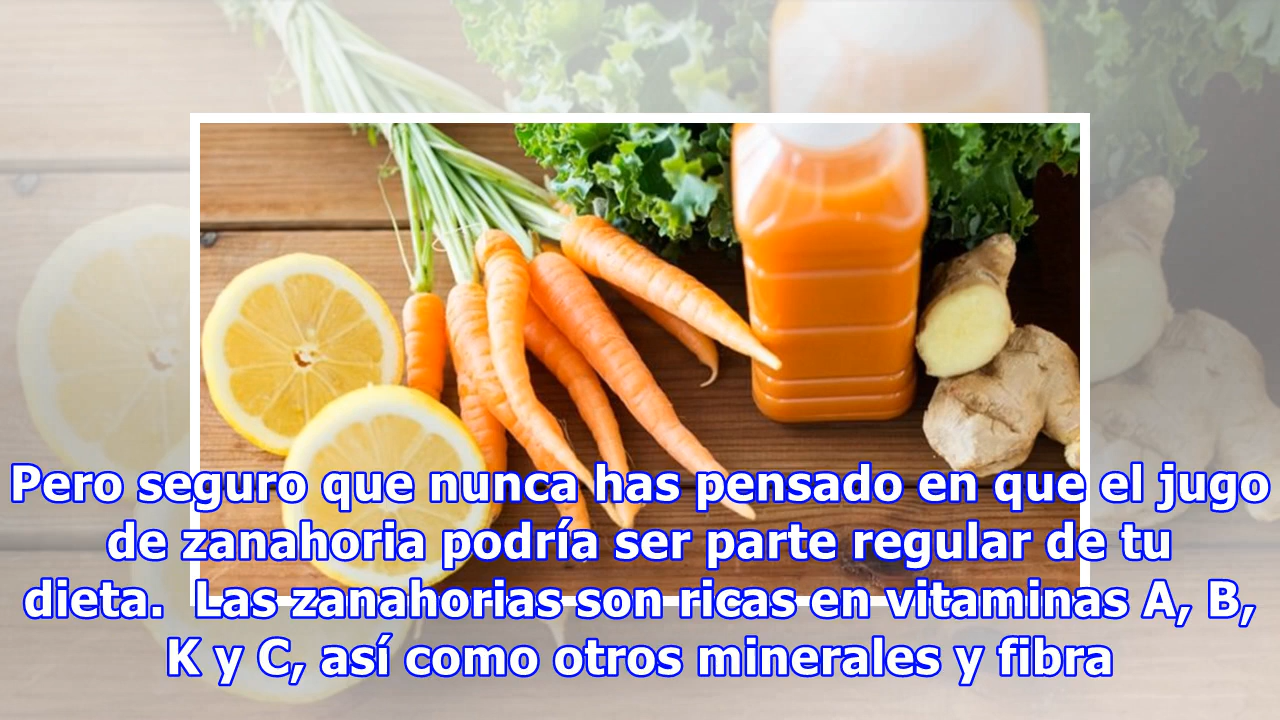 Pero seguro que nunca has pensado en que el jugo
de zanahoria podría ser parte regular de tu
dieta.  Las zanahorias son ricas en vitaminas A, B,
K y C, así como otros minerales y fibra